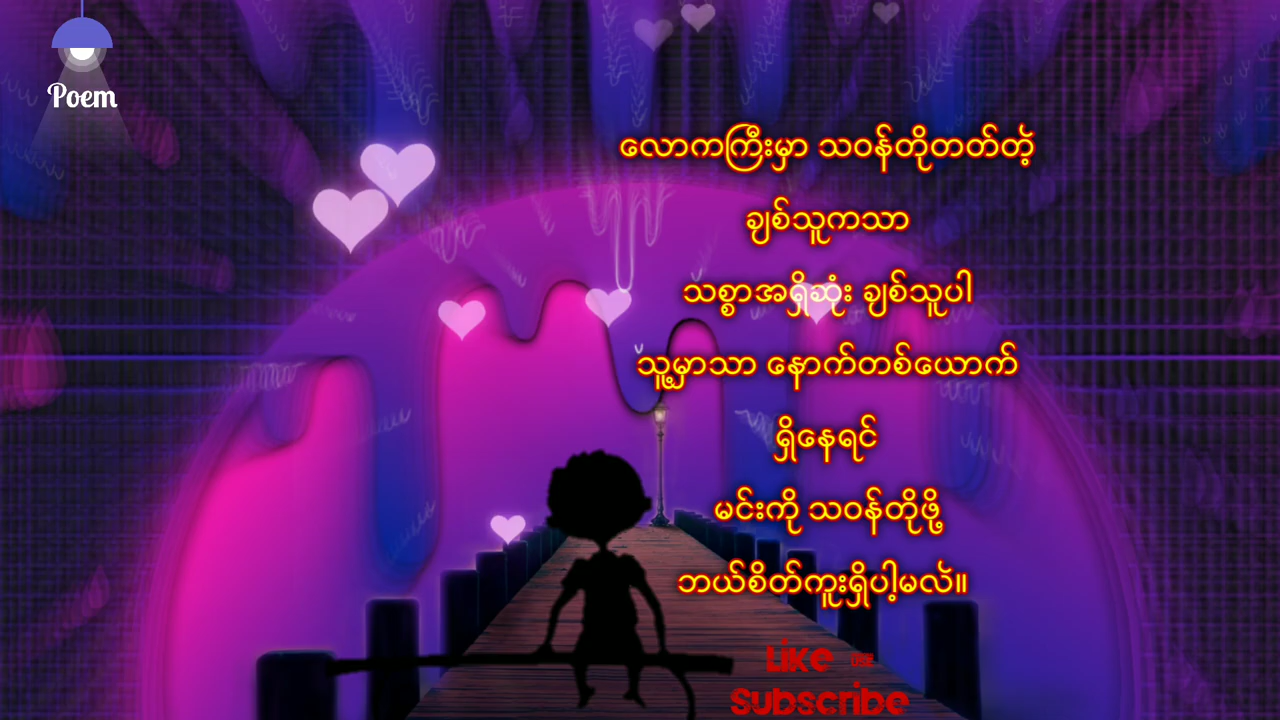 Poem
လောကကြီးမှာ သဝန်တိုတတ်တဲ့
ချစ်သူကသာ
သစ္စာအရှိဆုံး ချစ်သူပါ
သူ့မှာသာ နောက်တစ်ယောက်
ရှိနေရင်
မင်းကို သဝန်တိုဖို့
ဘယ်စိတ်ကူးရှိပါ့မလဲ။
Like
Subscribe